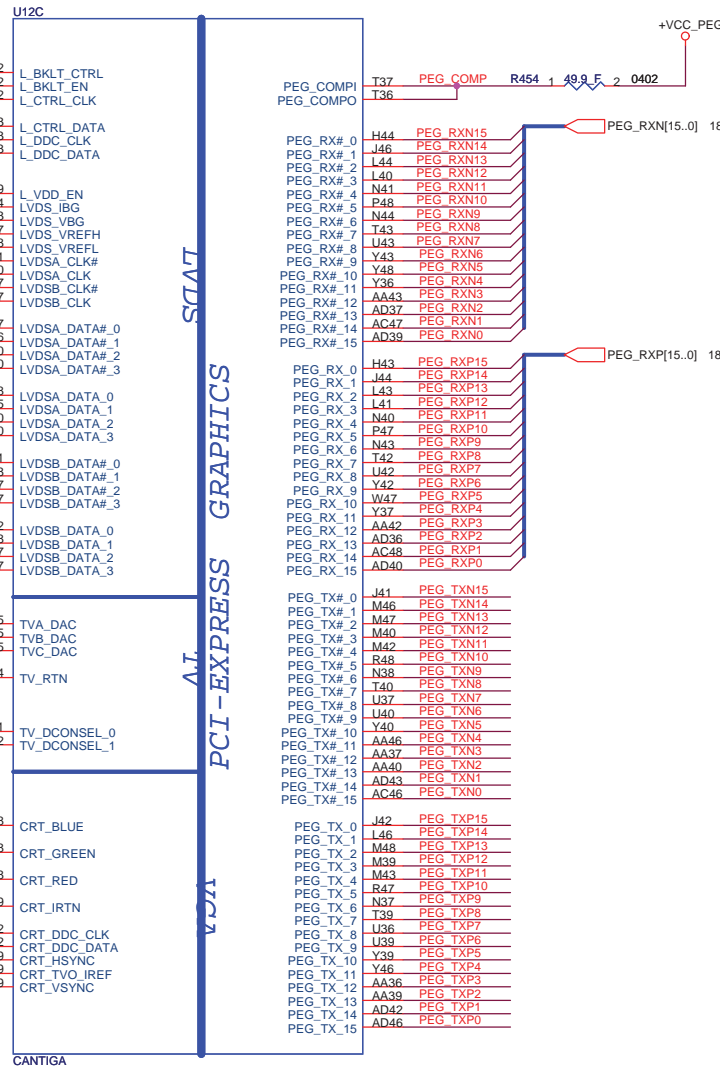 U12C
+VCC_PEG
L_BKLT_CTRL
L_BKLT_EN
L_CTRL_CLK
L_CTRL_DATA
L_DDC_CLK
L_DDC_DATA
L_VDD_EN
LVDS_IBG
LVDS_VBG
LVDS_VREFH
LVDS_VREFL
LVDSA_CLK#
LVDSA_CLK
LVDSB_CLK#
LVDSB_CLK
LVDSA_DATA#_0
LVDSA_DATA#_1
LVDSA_DATA#_2
LVDSA_DATA#_3
LVDSA_DATA_0
LVDSA_DATA_1
LVDSA_DATA_2
LVDSA_DATA_3
LVDSB_DATA#_0
LVDSB_DATA#_1
LVDSB_DATA#_2
LVDSB_DATA#_3
LVDSB_DATA_0
LVDSB_DATA_1
LVDSB_DATA_2
LVDSB_DATA_3
TVA_DAC
TVB_DAC
TVC_DAC
TV_RTN
TV_DCONSEL_0
TV_DCONSEL_1
CRT_BLUE
CRT_GREEN
CRT_RED
CRT_IRTN
CRT_DDC_CLK
CRT_DDC_DATA
CRT_HSYNC
CRT_TVO_IREF
CRT_VSYNC
LVDS
TV
VGA
PCI-EXPRESS GRAPHICS
PEG_COMPI T37 PEG_COMP R454 1 49.9_F 2 0402
PEG_COMPO T36
PEG_RX#_0 H44 PEG_RXN15
PEG_RX#_1 J46 PEG_RXN14
PEG_RX#_2 L44 PEG_RXN13
PEG_RX#_3 L40 PEG_RXN12
PEG_RX#_4 N41 PEG_RXN11
PEG_RX#_5 P48 PEG_RXN10
PEG_RX#_6 N44 PEG_RXN9
PEG_RX#_7 T43 PEG_RXN8
PEG_RX#_8 U43 PEG_RXN7
PEG_RX#_9 Y43 PEG_RXN6
PEG_RX#_10 Y48 PEG_RXN5
PEG_RX#_11 Y36 PEG_RXN4
PEG_RX#_12 AA43 PEG_RXN3
PEG_RX#_13 AD37 PEG_RXN2
PEG_RX#_14 AC47 PEG_RXN1
PEG_RX#_15 AD39 PEG_RXN0
PEG_RXN[15..0] 18
PEG_RX_0 H43 PEG_RXP15
PEG_RX_1 J44 PEG_RXP14
PEG_RX_2 L43 PEG_RXP13
PEG_RX_3 L41 PEG_RXP12
PEG_RX_4 N40 PEG_RXP11
PEG_RX_5 P47 PEG_RXP10
PEG_RX_6 N43 PEG_RXP9
PEG_RX_7 T42 PEG_RXP8
PEG_RX_8 U42 PEG_RXP7
PEG_RX_9 Y42 PEG_RXP6
PEG_RX_10 W47 PEG_RXP5
PEG_RX_11 Y37 PEG_RXP4
PEG_RX_12 AA42 PEG_RXP3
PEG_RX_13 AD36 PEG_RXP2
PEG_RX_14 AC48 PEG_RXP1
PEG_RX_15 AD40 PEG_RXP0
PEG_RXP[15..0] 18
PEG_TX#_0 J41 PEG_TXN15
PEG_TX#_1 M46 PEG_TXN14
PEG_TX#_2 M47 PEG_TXN13
PEG_TX#_3 M40 PEG_TXN12
PEG_TX#_4 M42 PEG_TXN11
PEG_TX#_5 R48 PEG_TXN10
PEG_TX#_6 N38 PEG_TXN9
PEG_TX#_7 T40 PEG_TXN8
PEG_TX#_8 U37 PEG_TXN7
PEG_TX#_9 U40 PEG_TXN6
PEG_TX#_10 Y40 PEG_TXN5
PEG_TX#_11 AA46 PEG_TXN4
PEG_TX#_12 AA37 PEG_TXN3
PEG_TX#_13 AA40 PEG_TXN2
PEG_TX#_14 AD43 PEG_TXN1
PEG_TX#_15 AC46 PEG_TXN0
PEG_TX_0 J42 PEG_TXP15
PEG_TX_1 L46 PEG_TXP14
PEG_TX_2 M48 PEG_TXP13
PEG_TX_3 M39 PEG_TXP12
PEG_TX_4 M43 PEG_TXP11
PEG_TX_5 R47 PEG_TXP10
PEG_TX_6 N37 PEG_TXP9
PEG_TX_7 T39 PEG_TXP8
PEG_TX_8 U36 PEG_TXP7
PEG_TX_9 U39 PEG_TXP6
PEG_TX_10 Y39 PEG_TXP5
PEG_TX_11 Y46 PEG_TXP4
PEG_TX_12 AA36 PEG_TXP3
PEG_TX_13 AA39 PEG_TXP2
PEG_TX_14 AD42 PEG_TXP1
PEG_TX_15 AD46 PEG_TXP0
CANTIGA